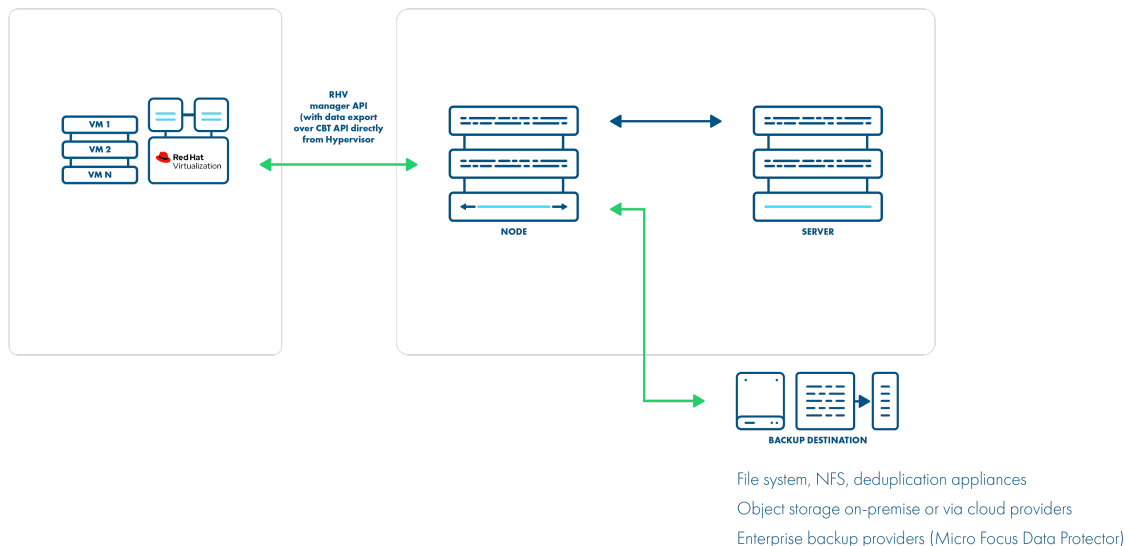 VM 1
VM 2
VM N
Red Hat
Virtualization
RHV
manager API
(with data export
over CBT API directly
from Hypervisor
NODE
SERVER
BACKUP DESTINATION
File system, NFS, deduplication appliances
Object storage on-premise or via cloud providers
Enterprise backup providers (Micro Focus Data Protector)